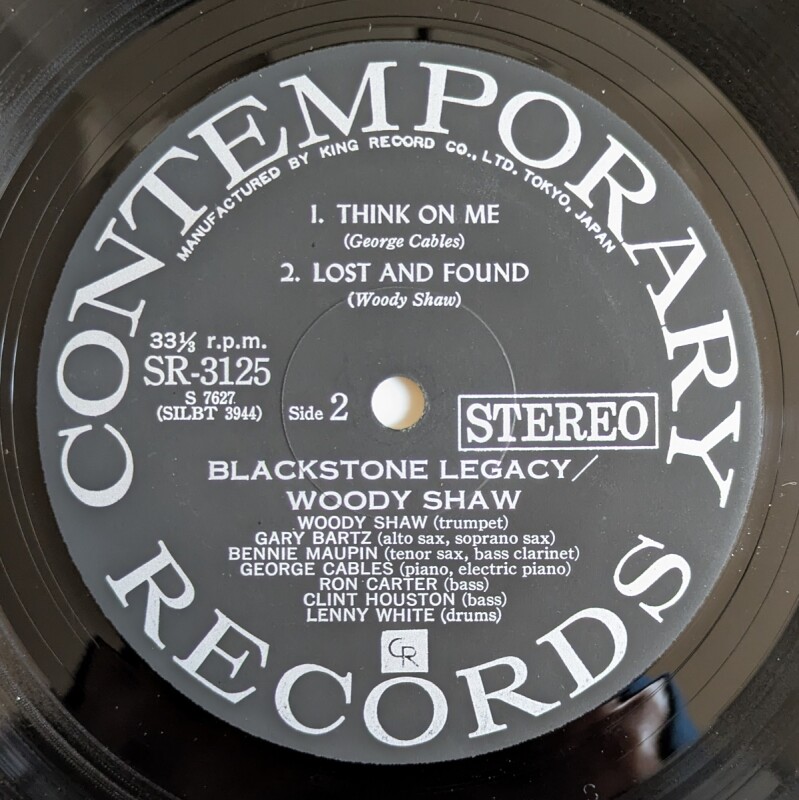 CONTEMPORARY
MANUFACTURED BY KING RECORD CO., LTD. TOKYO, JAPAN
1. THINK ON ME
(George Cables)
2. LOST AND FOUND
(Woody Shaw)
33⅓ r.p.m.
SR-3125
S 7627
(SILBT 3944)
Side 2
STEREO
BLACKSTONE LEGACY/
WOODY SHAW
WOODY SHAW (trumpet)
GARY BARTZ (alto sax, soprano sax)
BENNIE MAUPIN (tenor sax, bass clarinet)
GEORGE CABLES (piano, electric piano)
RON CARTER (bass)
CLINT HOUSTON (bass)
LENNY WHITE (drums)
CR
RECORDS